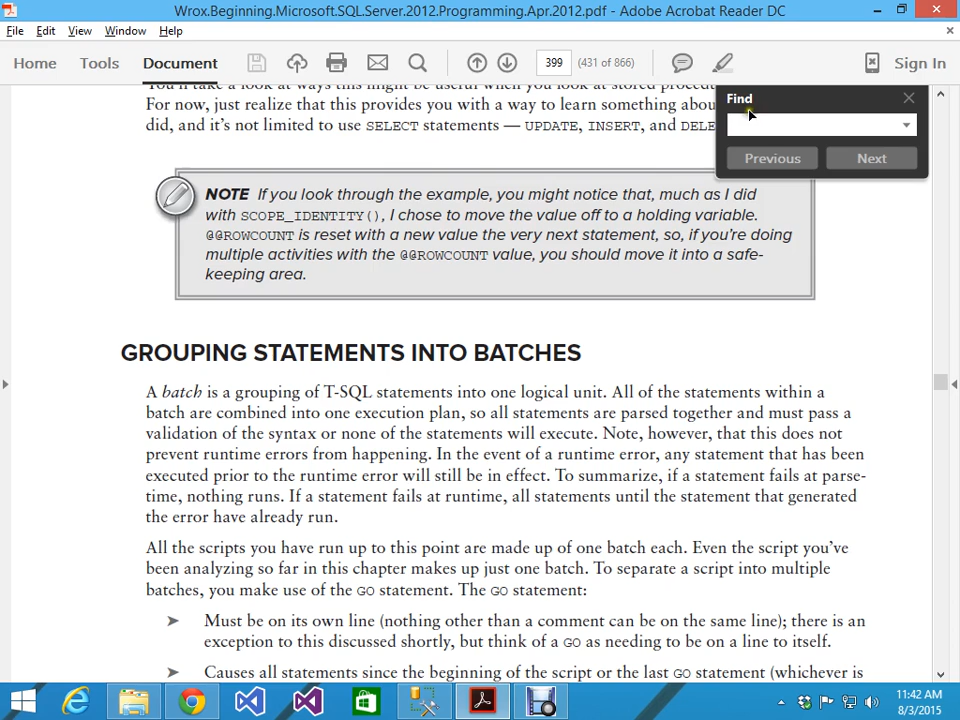 Wrox.Beginning.Microsoft.SQL.Server.2012.Programming.Apr.2012.pdf - Adobe Acrobat Reader DC
File Edit View Window Help
Home Tools Document 399 (431 of 866) Sign In
You'll take a look at ways this might be useful when you look at stored
For now, just realize that this provides you with a way to learn something
did, and it's not limited to use SELECT statements — UPDATE, INSERT, and
Find
Previous Next
NOTE If you look through the example, you might notice that, much as I did
with SCOPE_IDENTITY(), I chose to move the value off to a holding variable.
@@ROWCOUNT is reset with a new value the very next statement, so, if you're doing
multiple activities with the @@ROWCOUNT value, you should move it into a safe-
keeping area.
GROUPING STATEMENTS INTO BATCHES
A batch is a grouping of T-SQL statements into one logical unit. All of the statements within a
batch are combined into one execution plan, so all statements are parsed together and must pass a
validation of the syntax or none of the statements will execute. Note, however, that this does not
prevent runtime errors from happening. In the event of a runtime error, any statement that has been
executed prior to the runtime error will still be in effect. To summarize, if a statement fails at parse-
time, nothing runs. If a statement fails at runtime, all statements until the statement that generated
the error have already run.
All the scripts you have run up to this point are made up of one batch each. Even the script you've
been analyzing so far in this chapter makes up just one batch. To separate a script into multiple
batches, you make use of the GO statement. The GO statement:
➤ Must be on its own line (nothing other than a comment can be on the same line); there is an
exception to this discussed shortly, but think of a GO as needing to be on a line to itself.
➤ Causes all statements since the beginning of the script or the last GO statement (whichever is
11:42 AM
8/3/2015